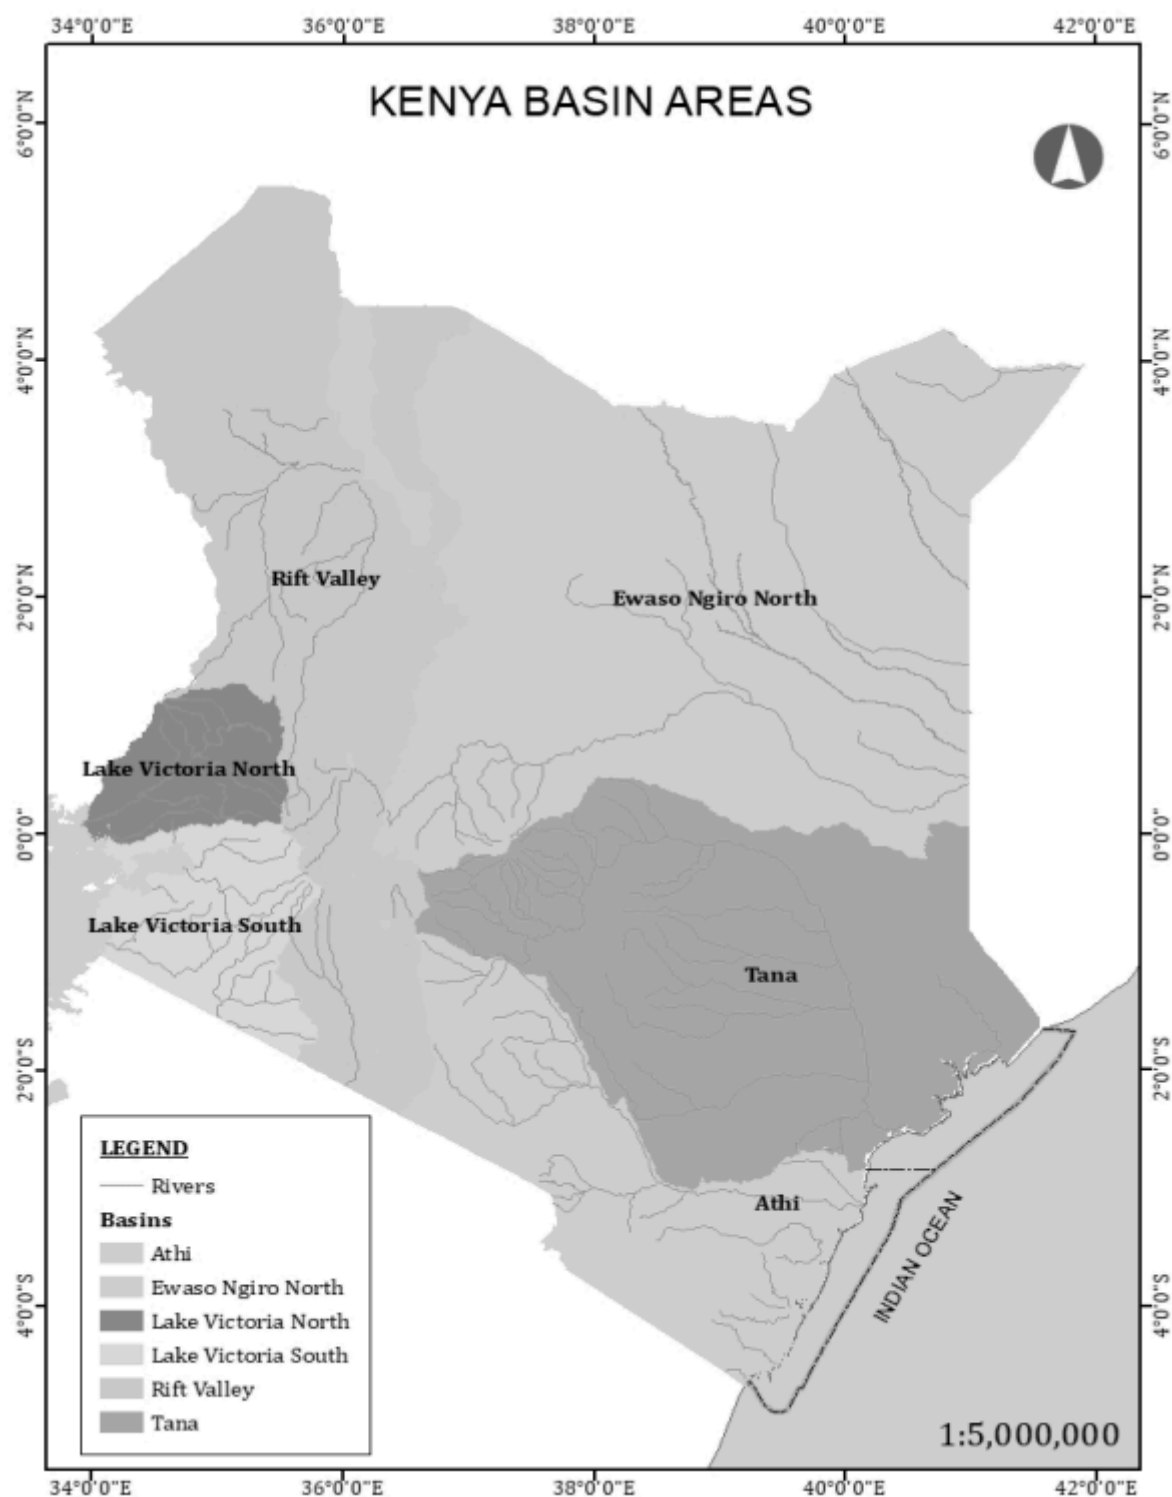 34°0'0"E 36°0'0"E 38°0'0"E 40°0'0"E 42°0'0"E
KENYA BASIN AREAS
6°0'0"N 6°0'0"N
4°0'0"N 4°0'0"N
Rift Valley
Ewaso Ngiro North
2°0'0"N 2°0'0"N
Lake Victoria North
0°0'0" 0°0'0"
Lake Victoria South
Tana
2°0'0"S 2°0'0"S
Athi
INDIAN OCEAN
4°0'0"S 4°0'0"S
LEGEND
Rivers
Basins
Athi
Ewaso Ngiro North
Lake Victoria North
Lake Victoria South
Rift Valley
Tana
1:5,000,000
34°0'0"E 36°0'0"E 38°0'0"E 40°0'0"E 42°0'0"E